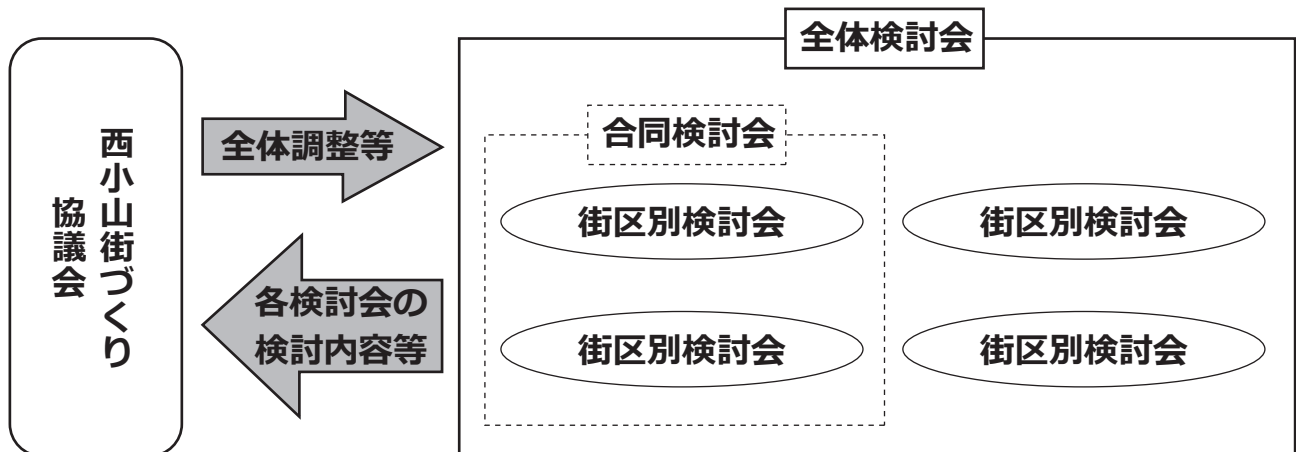 西小山街づくり
協議会
全体調整等
各検討会の
検討内容等
全体検討会
合同検討会
街区別検討会
街区別検討会
街区別検討会
街区別検討会